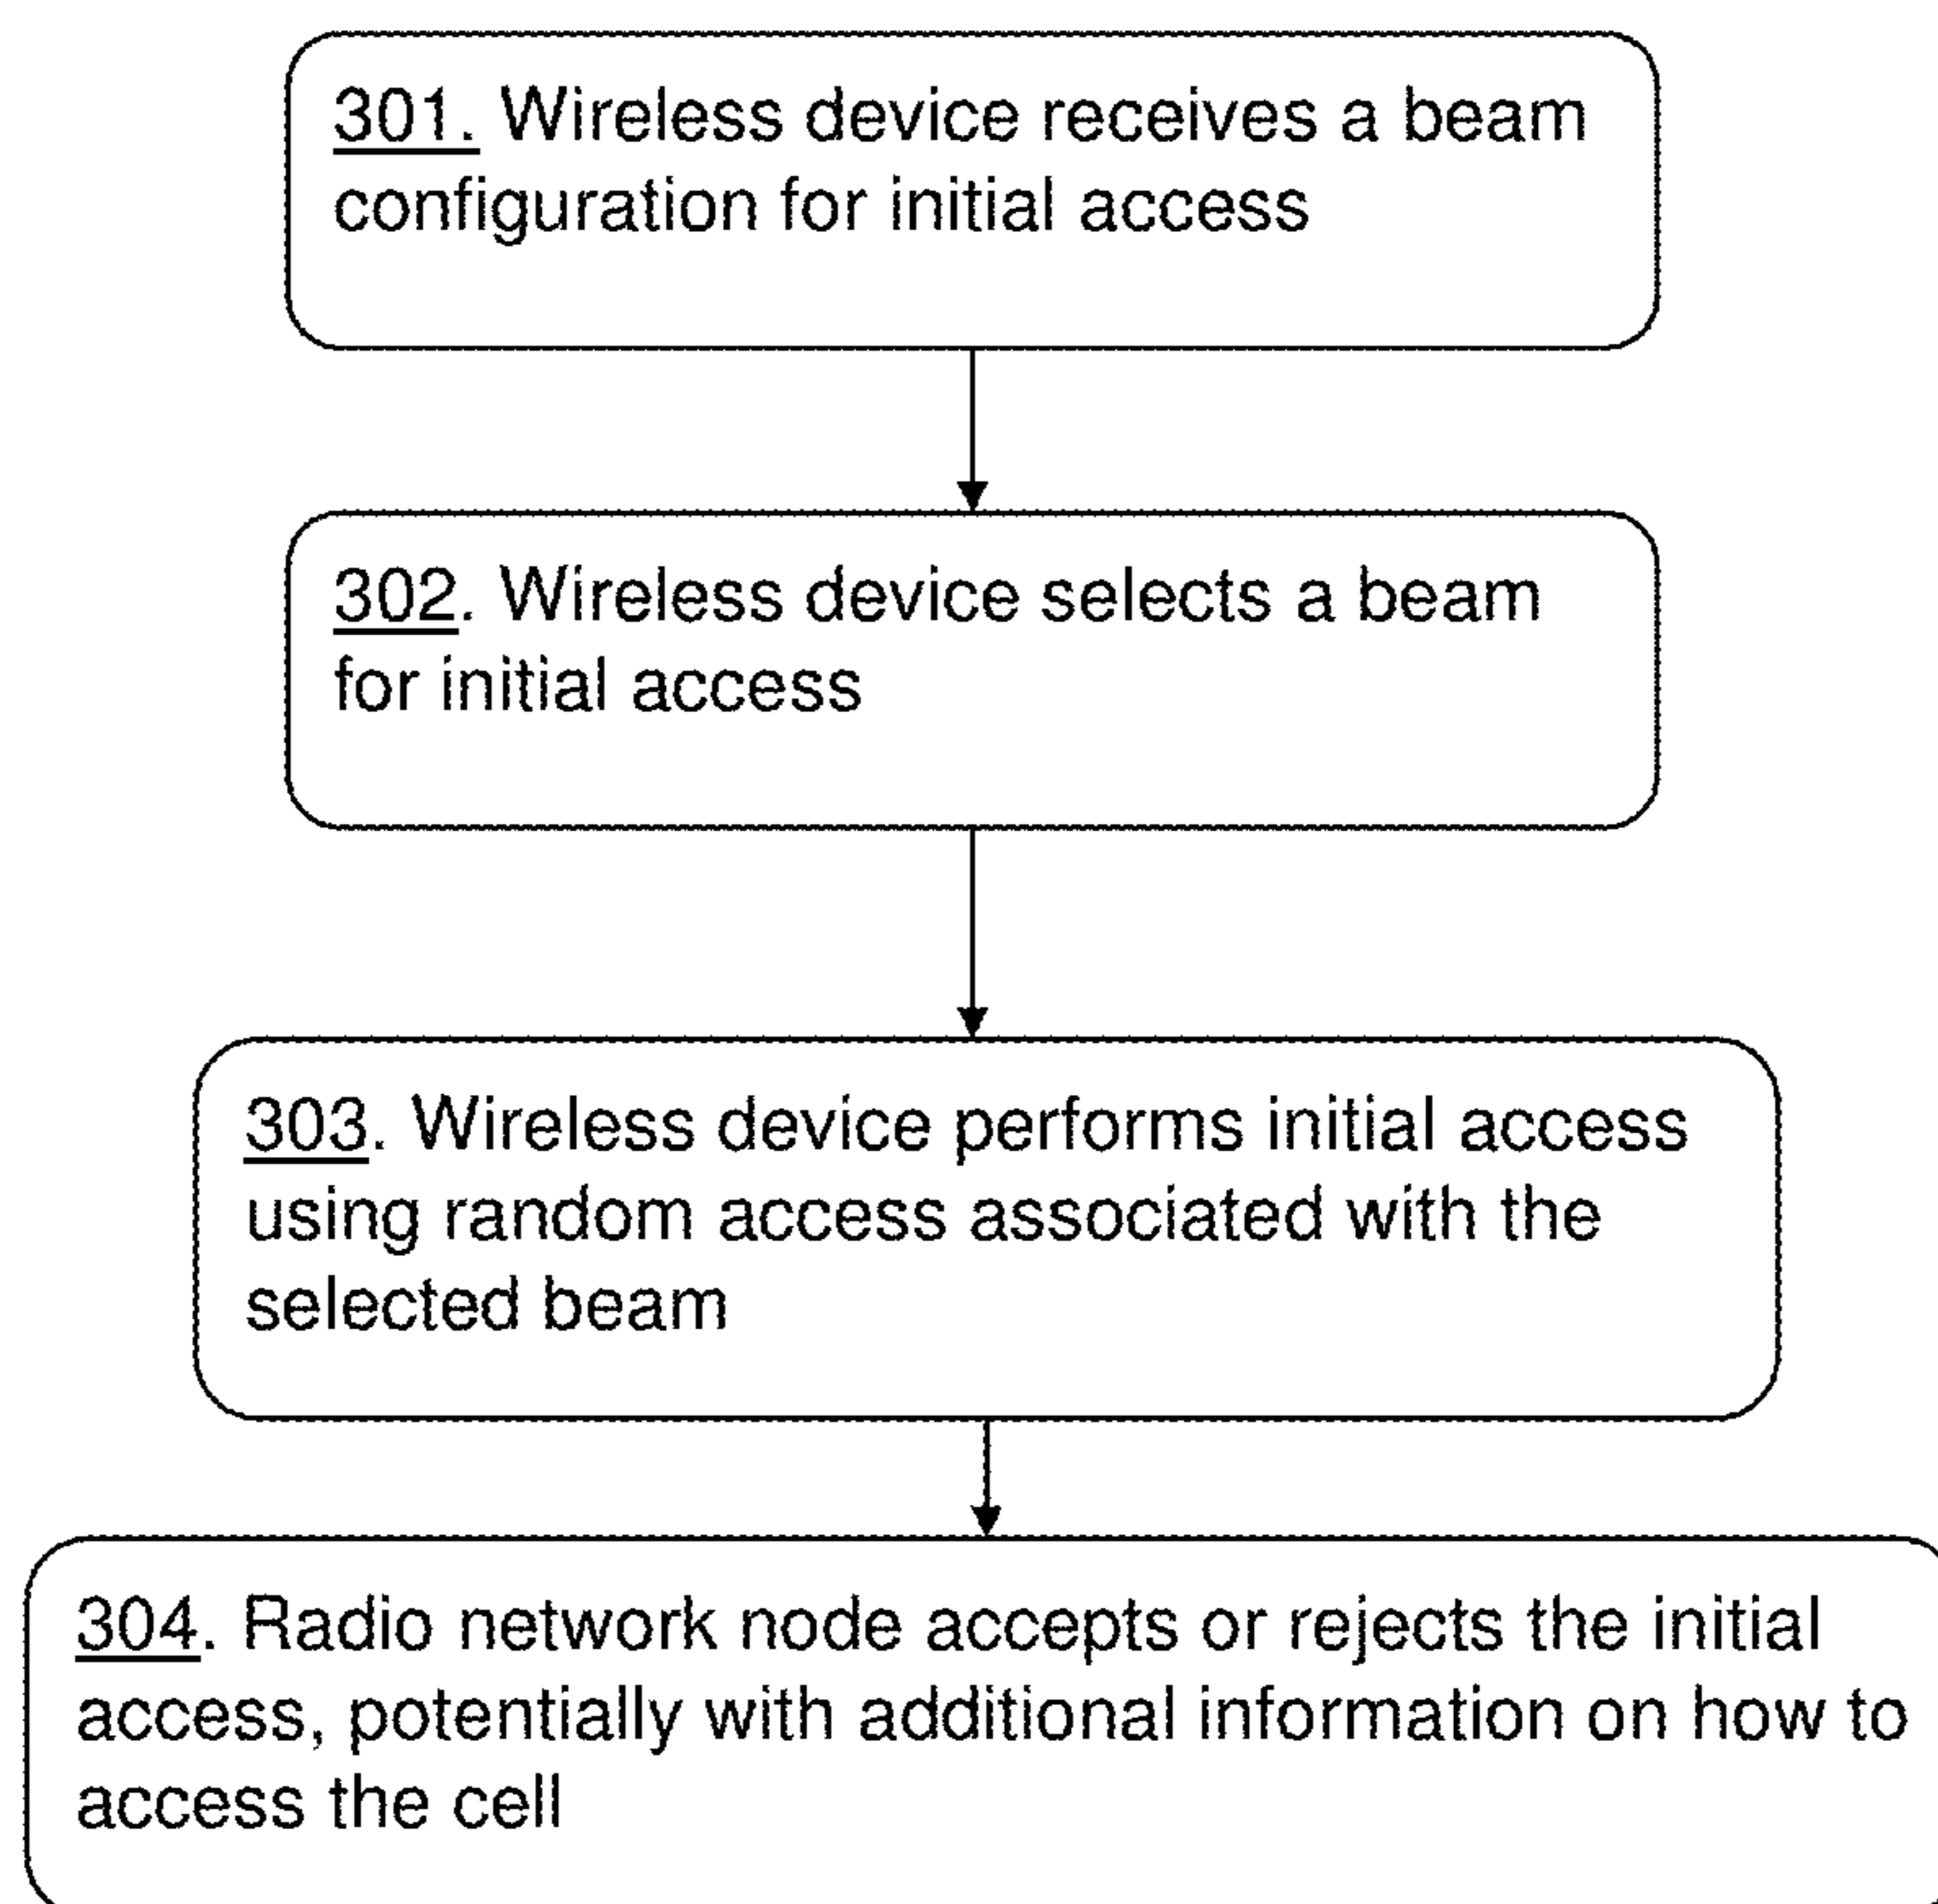 301. Wireless device receives a beam
configuration for initial access
302. Wireless device selects a beam
for initial access
303. Wireless device performs initial access
using random access associated with the
selected beam
304. Radio network node accepts or rejects the initial
access, potentially with additional information on how to
access the cell